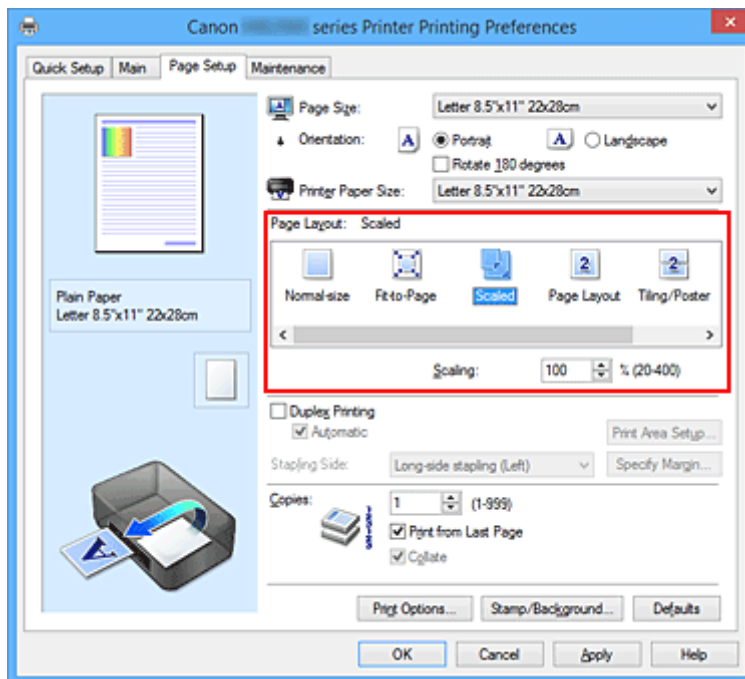 Canon series Printer Printing Preferences
Quick Setup Main Page Setup Maintenance
Page Size: Letter 8.5"x11" 22x28cm
Orientation: A Portrait A Landscape
Rotate 180 degrees
Printer Paper Size: Letter 8.5"x11" 22x28cm
Page Layout: Scaled
2 2
Normal-size Fit-to-Page Scaled Page Layout Tiling/Poster
Scaling: 100 % (20-400)
Plain Paper
Letter 8.5"x11" 22x28cm
Duplex Printing
Automatic Print Area Setup...
Stapling Side: Long-side stapling (Left) Specify Margin...
Copies: 1 (1-999)
Print from Last Page
Collate
A
Print Options... Stamp/Background... Defaults
OK Cancel Apply Help